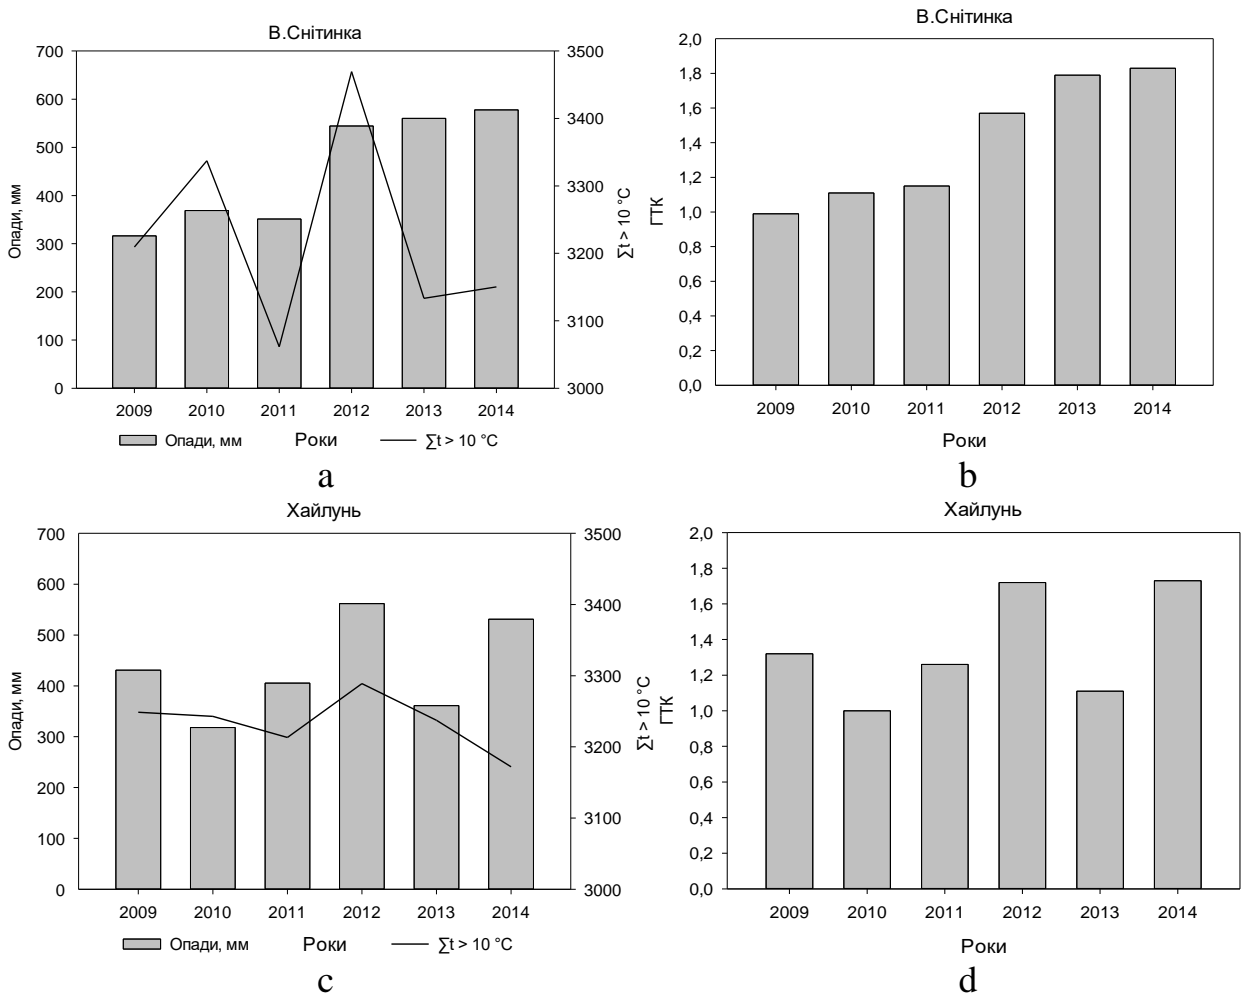 В.Снітинка
700
600
500
400
300
200
100
0
Опади, мм
3500
3400
3300
3200
3100
3000
∑t > 10 °C
2009 2010 2011 2012 2013 2014
Опади, мм Роки ∑t > 10 °C
a
В.Снітинка
2,0
1,8
1,6
1,4
1,2
1,0
0,8
0,6
0,4
0,2
0,0
ГТК
2009 2010 2011 2012 2013 2014
Роки
b
Хайлунь
700
600
500
400
300
200
100
0
Опади, мм
3500
3400
3300
3200
3100
3000
∑t > 10 °C
2009 2010 2011 2012 2013 2014
Опади, мм Роки ∑t > 10 °C
c
Хайлунь
2,0
1,8
1,6
1,4
1,2
1,0
0,8
0,6
0,4
0,2
0,0
ГТК
2009 2010 2011 2012 2013 2014
Роки
d